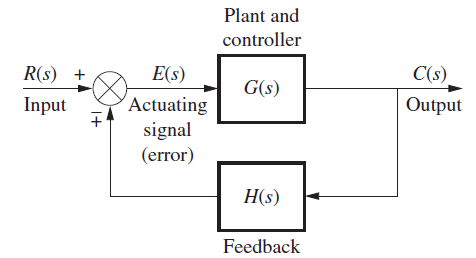 Plant and
controller
R(s) +
E(s)
G(s)
C(s)
Input
Actuating
signal
(error)
Output
∓
H(s)
Feedback